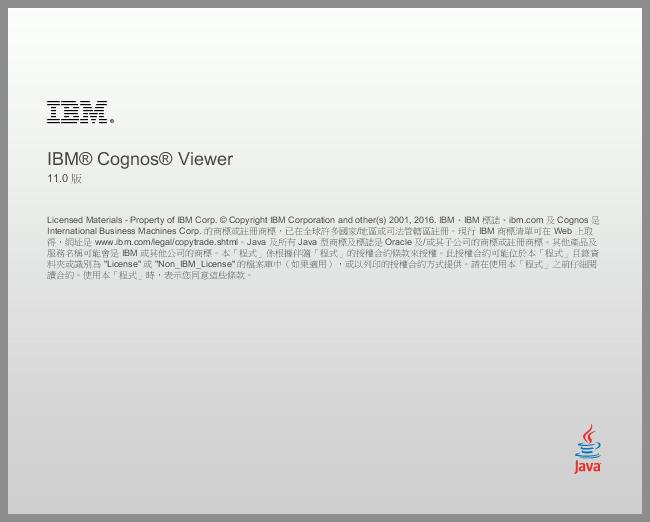 IBM®
IBM® Cognos® Viewer
11.0 版
Licensed Materials - Property of IBM Corp. © Copyright IBM Corporation and other(s) 2001, 2016. IBM、IBM 標誌、ibm.com 及 Cognos 是
International Business Machines Corp. 的商標或註冊商標，已在全球許多國家/地區或司法管轄區註冊。現行 IBM 商標清單可在 Web 上取
得，網址是 www.ibm.com/legal/copytrade.shtml。Java 及所有 Java 型商標及標誌是 Oracle 及/或其子公司的商標或註冊商標。其他產品及
服務名稱可能會是 IBM 或其他公司的商標。本「程式」係根據伴隨「程式」的授權合約條款來授權。此授權合約可能位於本「程式」目錄資
料夾或識別為 "License" 或 "Non_IBM_License" 的檔案庫中（如果適用），或以列印的授權合約方式提供。請在使用本「程式」之前仔細閱
讀合約。使用本「程式」時，表示您同意這些條款。
Java